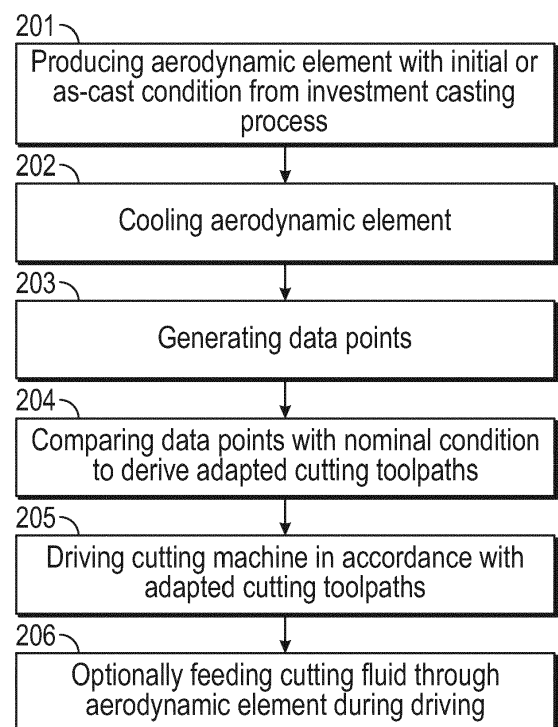 201
Producing aerodynamic element with initial or
as-cast condition from investment casting
process
202
Cooling aerodynamic element
203
Generating data points
204
Comparing data points with nominal condition
to derive adapted cutting toolpaths
205
Driving cutting machine in accordance with
adapted cutting toolpaths
206
Optionally feeding cutting fluid through
aerodynamic element during driving